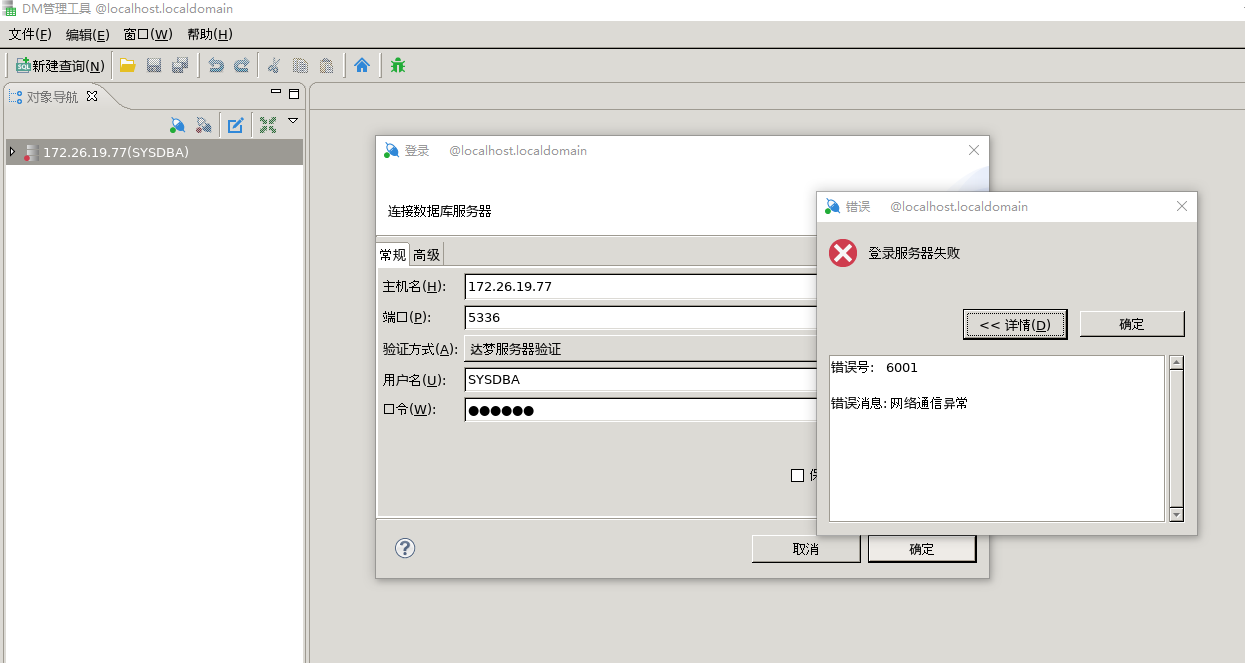 DM管理工具 @localhost.localdomain
文件(F) 编辑(E) 窗口(W) 帮助(H)
新建查询(N)
对象导航
172.26.19.77(SYSDBA)
登录 @localhost.localdomain
连接数据库服务器
常规 高级
主机名(H): 172.26.19.77
端口(P): 5336
验证方式(A): 达梦服务器验证
用户名(U): SYSDBA
口令(W): ●●●●●●
取消 确定
错误 @localhost.localdomain
登录服务器失败
<< 详情(D) 确定
错误号: 6001
错误消息: 网络通信异常